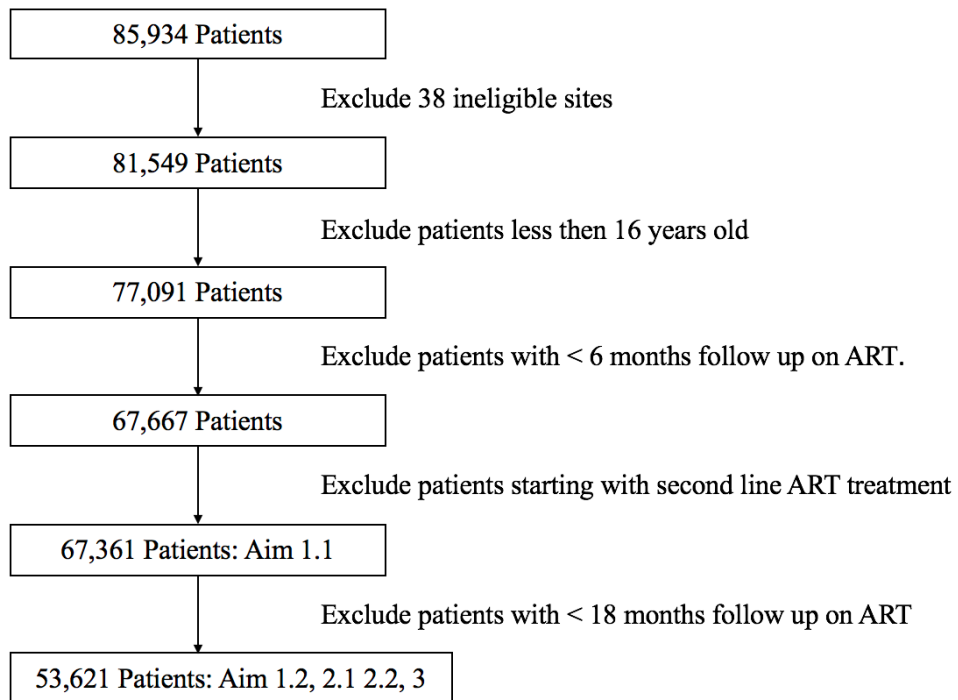 85,934 Patients
Exclude 38 ineligible sites
81,549 Patients
Exclude patients less then 16 years old
77,091 Patients
Exclude patients with < 6 months follow up on ART.
67,667 Patients
Exclude patients starting with second line ART treatment
67,361 Patients: Aim 1.1
Exclude patients with < 18 months follow up on ART
53,621 Patients: Aim 1.2, 2.1 2.2, 3